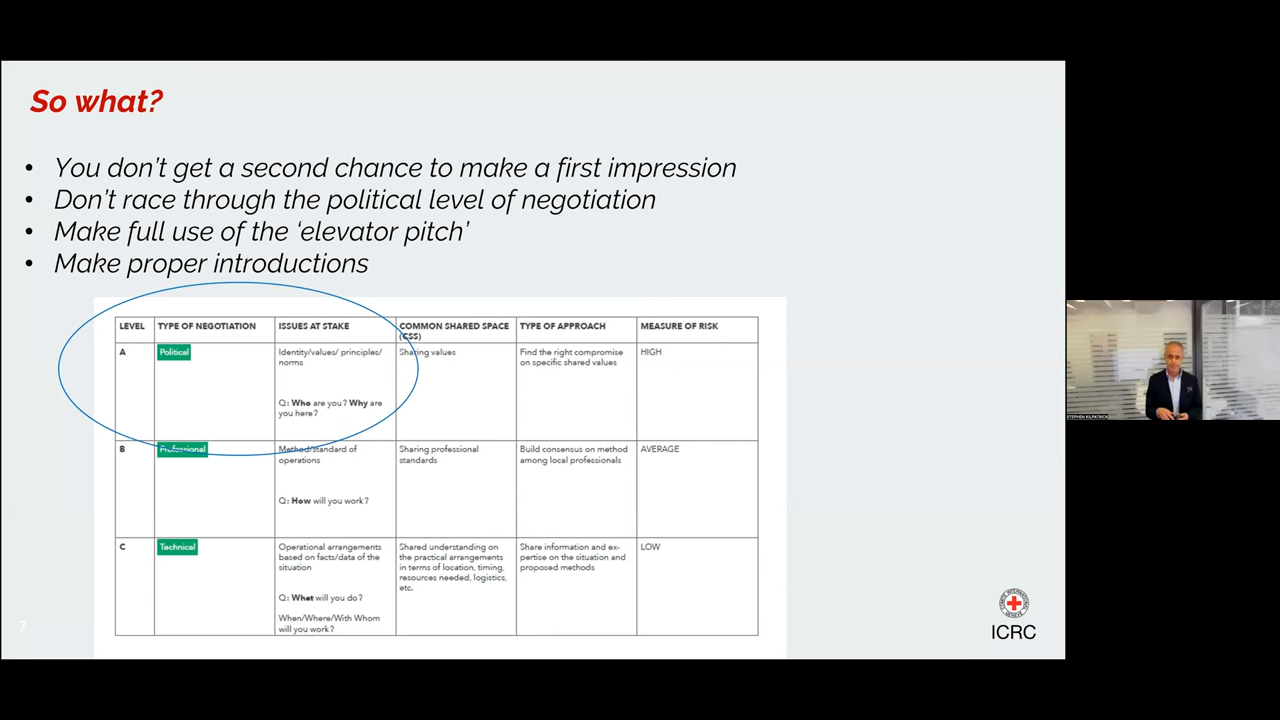 So what?
• You don't get a second chance to make a first impression
• Don't race through the political level of negotiation
• Make full use of the 'elevator pitch'
• Make proper introductions
LEVEL TYPE OF NEGOTIATION ISSUES AT STAKE COMMON SHARED SPACE TYPE OF APPROACH MEASURE OF RISK
(CSS)
A Political Identity/values/ principles/ Sharing values Find the right compromise HIGH
norms on specific shared values
Q: Who are you? Why are
you here?
B Professional Method/standard of Sharing professional Build consensus on method AVERAGE
operations standards among local professionals
Q: How will you work?
C Technical Operational arrangements Shared understanding on Share information and ex- LOW
based on facts/data of the the practical arrangements pertise on the situation and
situation in terms of location, timing, proposed methods
resources needed, logistics,
etc.
Q: What will you do?
When/Where/With Whom
will you work?
7
ICRC
STEPHEN KILPATRICK